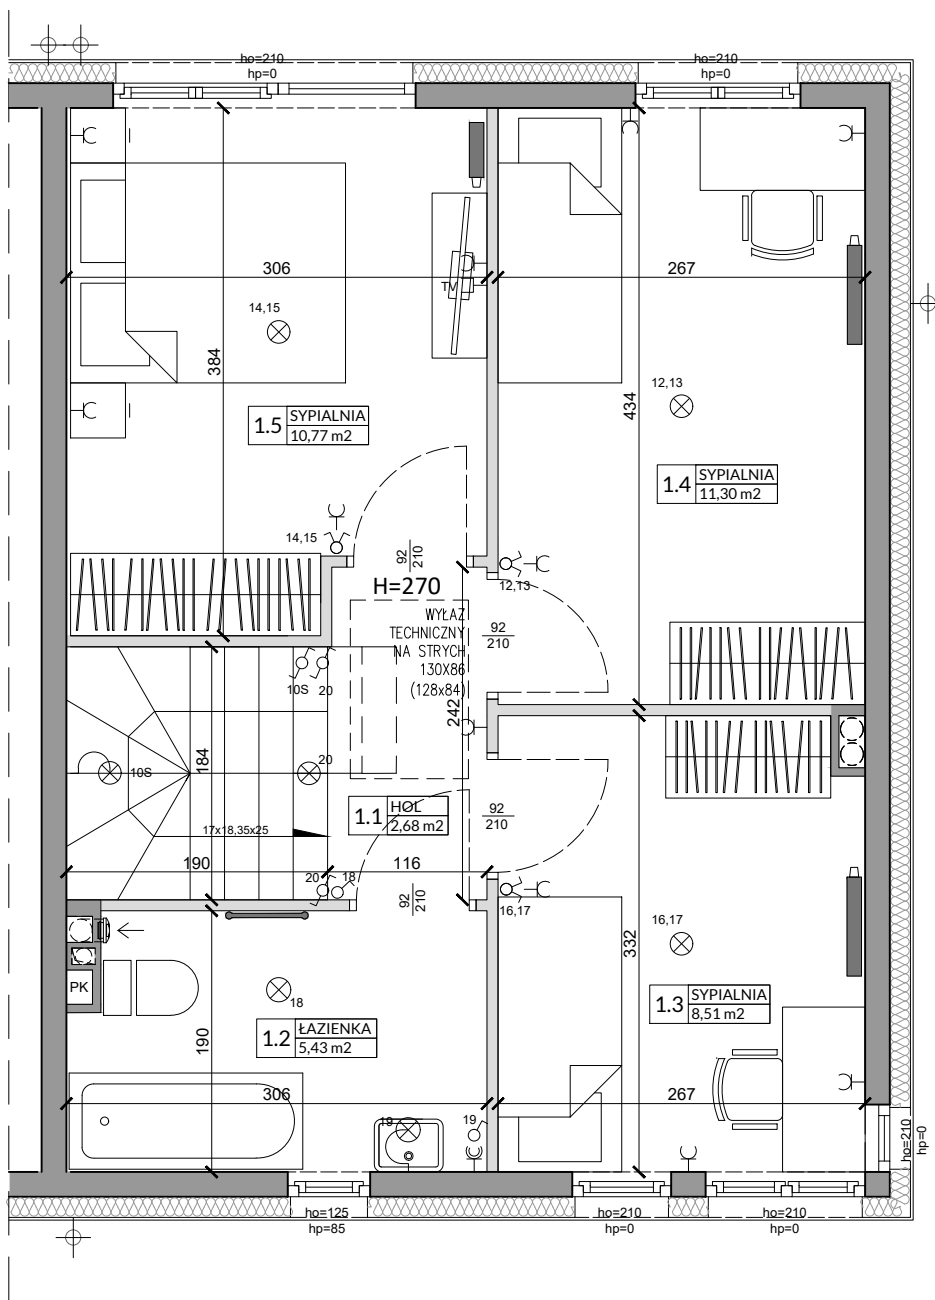 ho=210
hp=0
ho=210
hp=0
306
267
TV
14,15
384
12,13
434
1.5 SYPIALNIA
10,77 m2
1.4 SYPIALNIA
11,30 m2
14,15
92
210
H=270
12,13
WYŁAZ
TECHNICZNY
NA STRYCH
130X86
(128x84)
92
210
10S
20
242
184
10S
20
1.1 HOL
2,68 m2
92
210
17x18,35x25
190
116
20
18
92
210
16,17
16,17
332
PK
18
1.2 ŁAZIENKA
5,43 m2
1.3 SYPIALNIA
8,51 m2
190
306
267
19
19
ho=210
hp=0
ho=125
hp=85
ho=210
hp=0
ho=210
hp=0